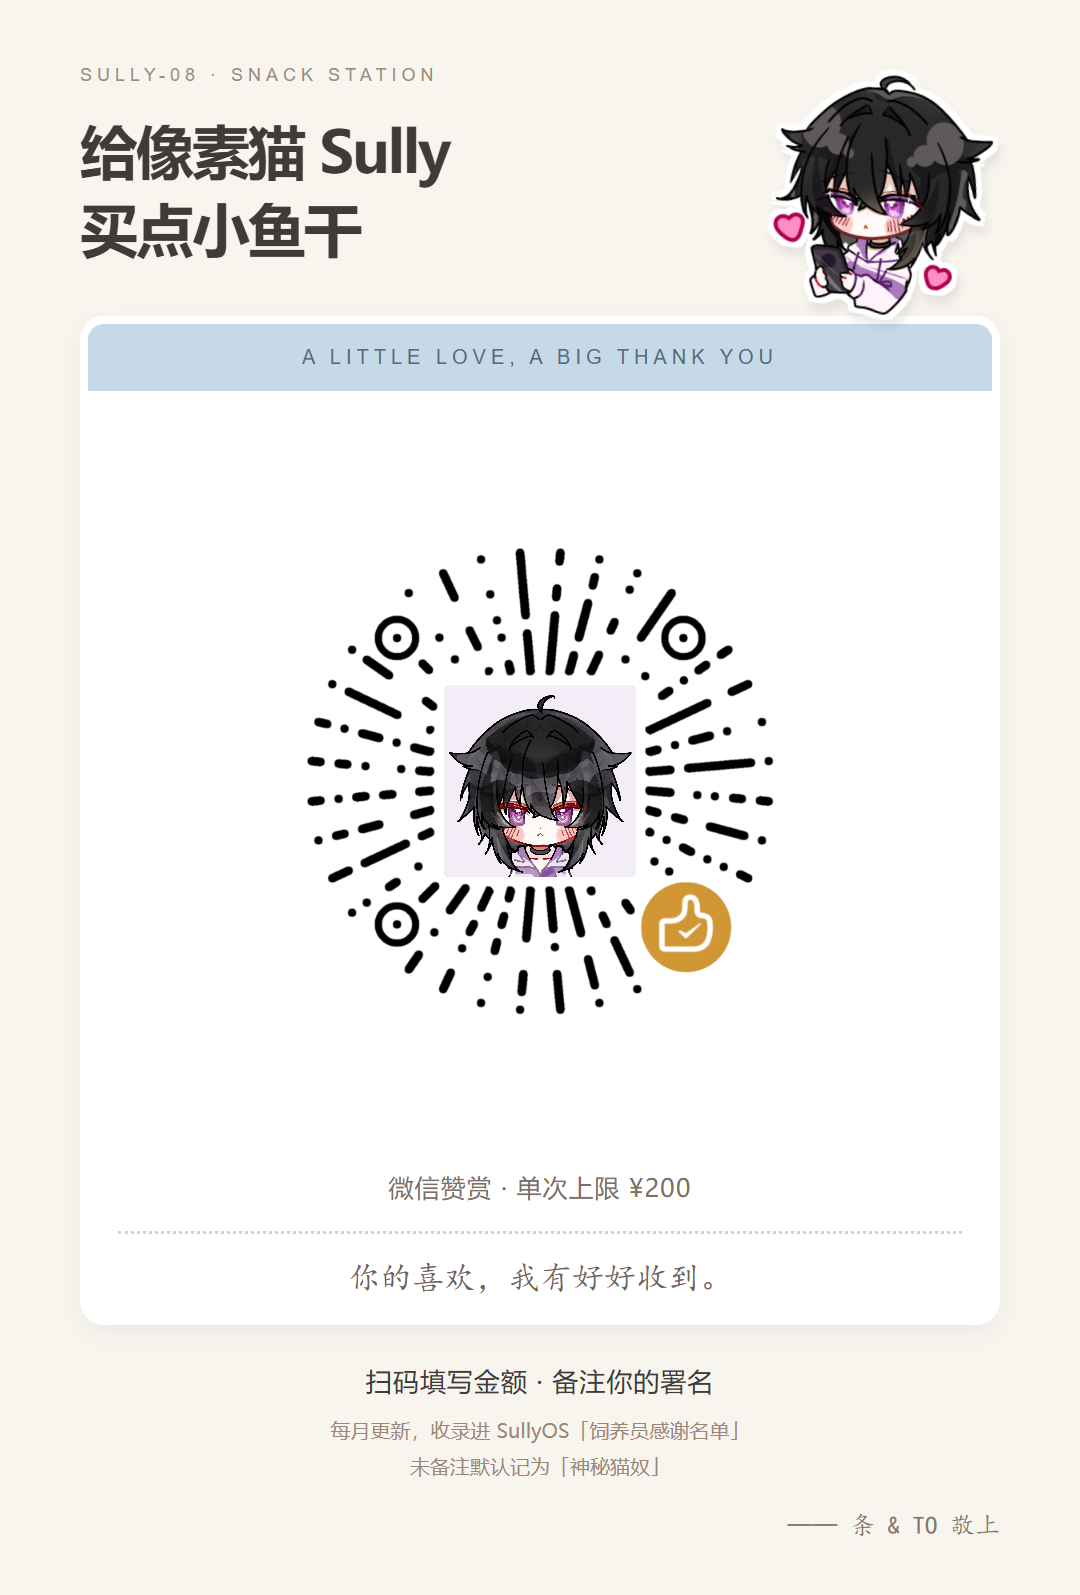 SULLY-08 · SNACK STATION
给像素猫 Sully
买点小鱼干
A LITTLE LOVE, A BIG THANK YOU
微信赞赏 · 单次上限 ¥200
你的喜欢，我有好好收到。
扫码填写金额 · 备注你的署名
每月更新，收录进 SullyOS「饲养员感谢名单」
未备注默认记为「神秘猫奴」
—— 条 & TO 敬上